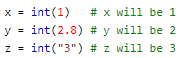 x = int(1)   # x will be 1
y = int(2.8) # y will be 2
z = int("3") # z will be 3